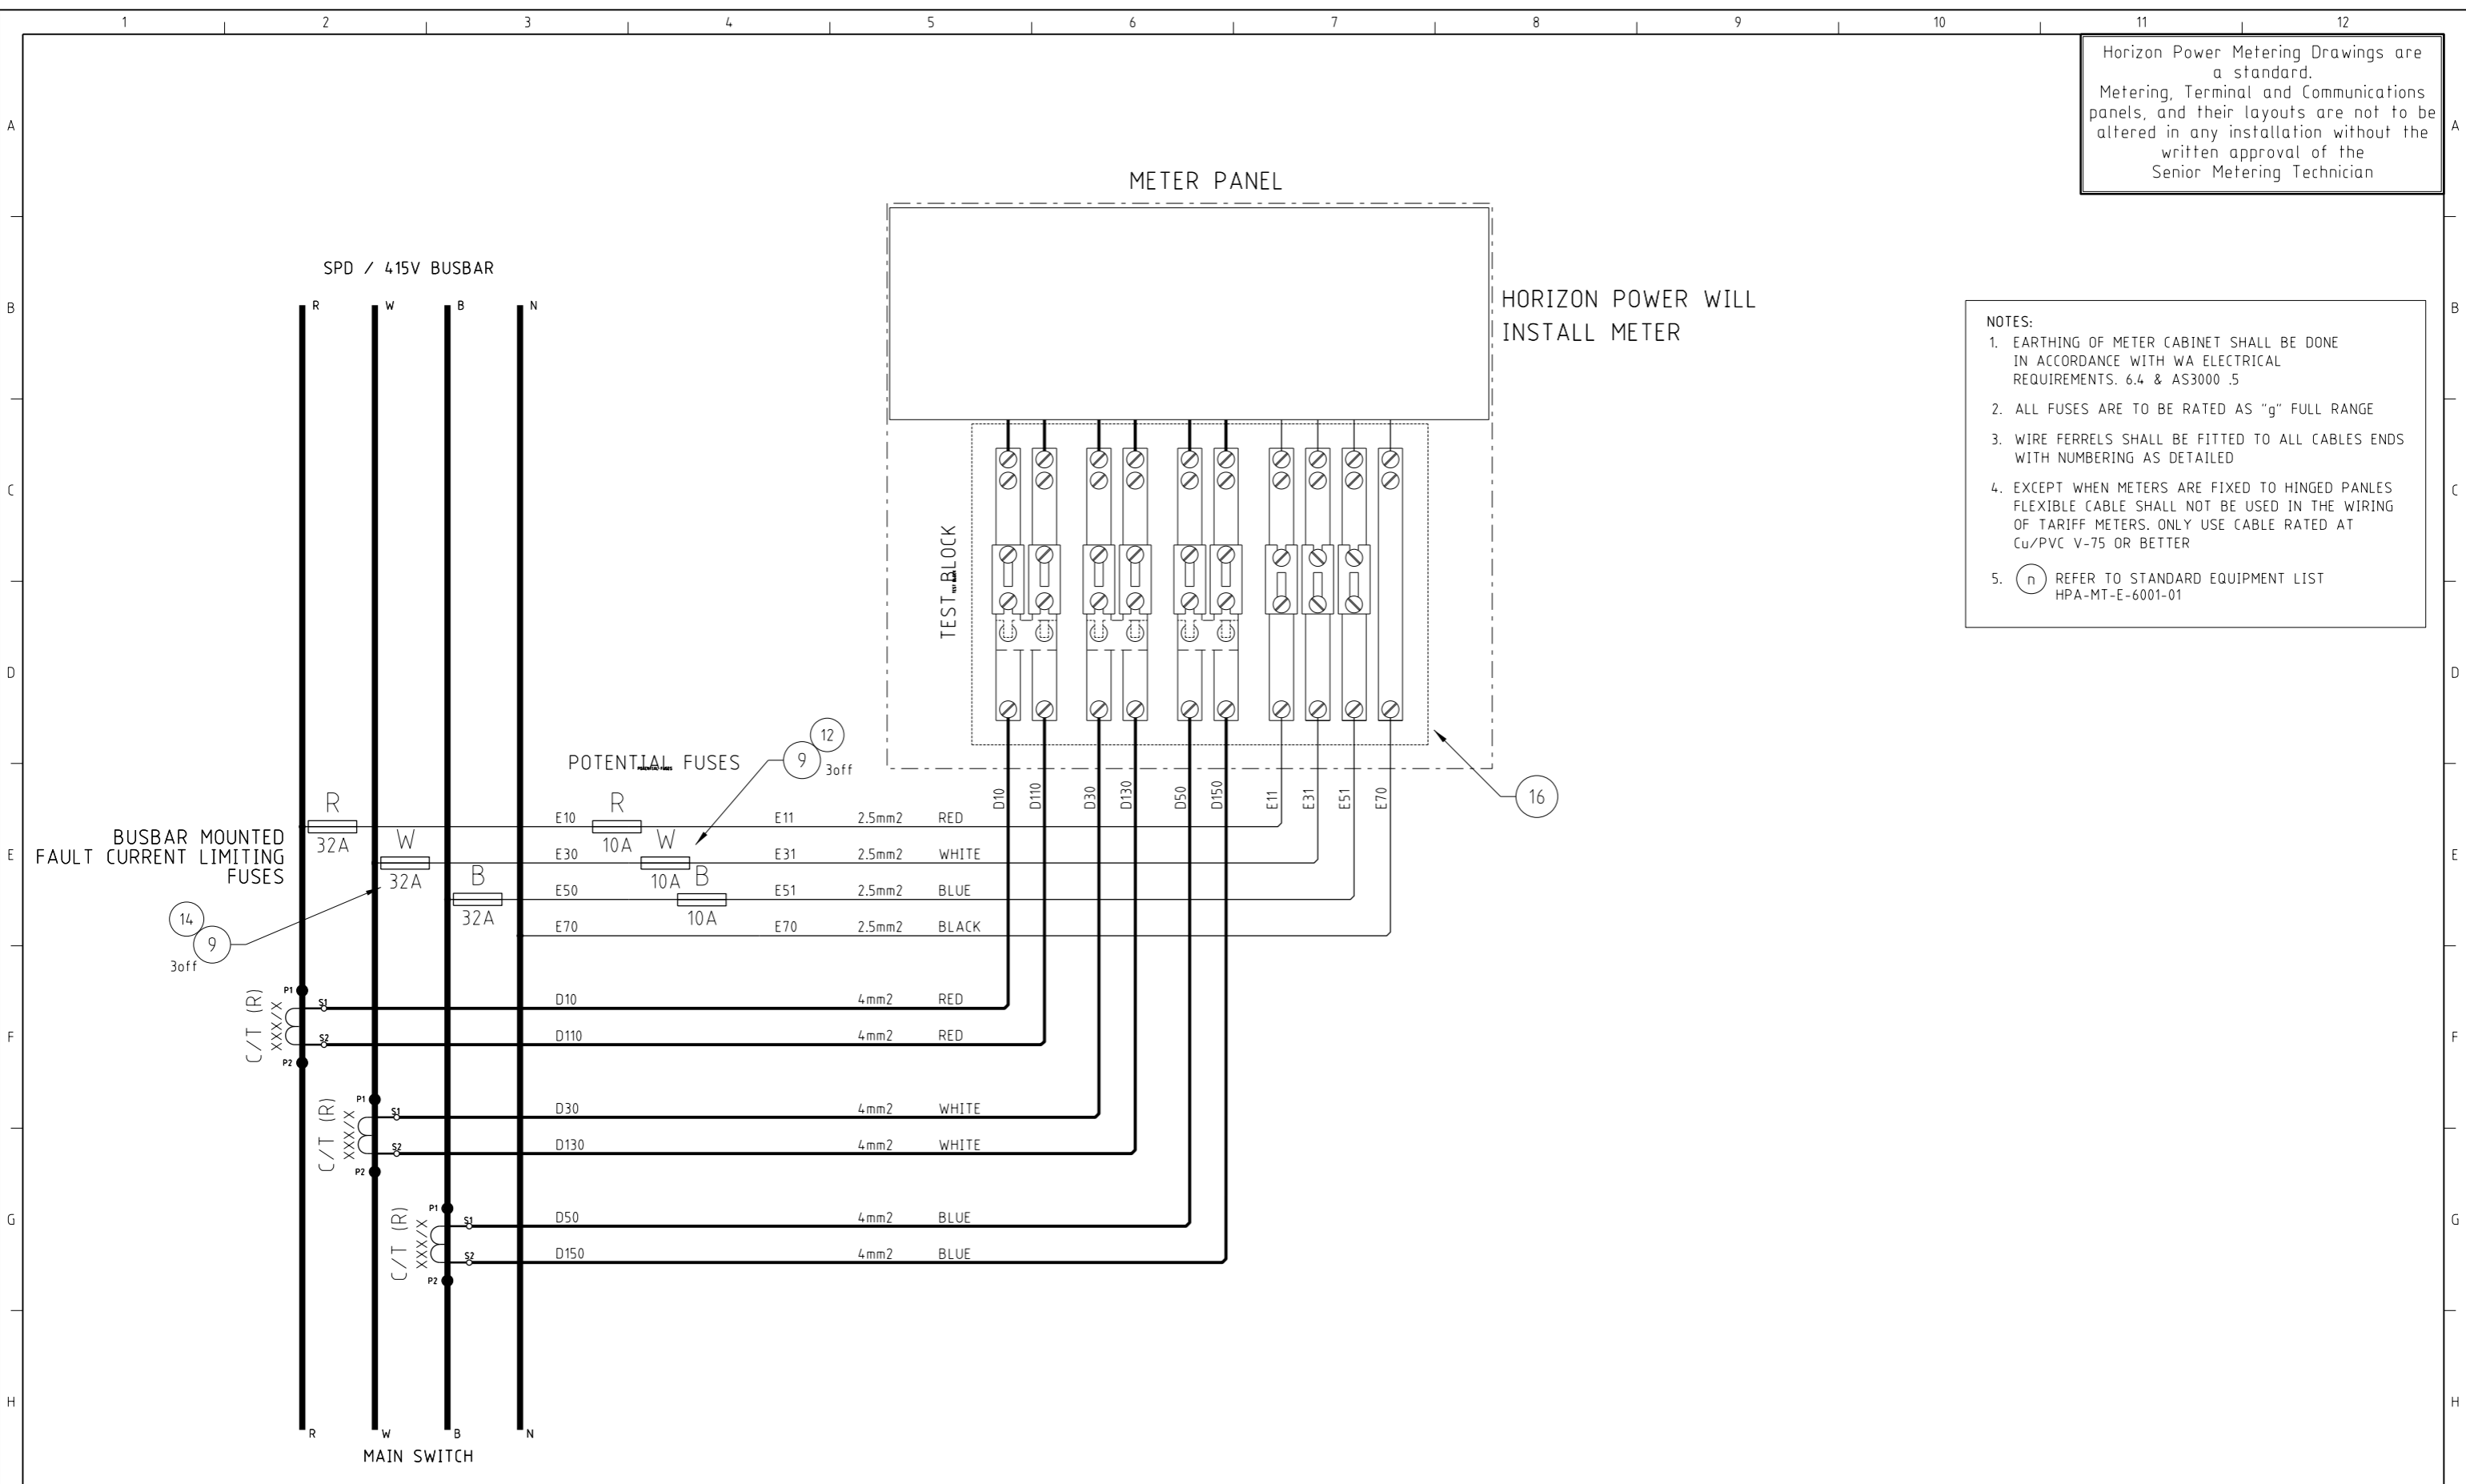 1 2 3 4 5 6 7 8 9 10 11 12
Horizon Power Metering Drawings are
a standard.
Metering, Terminal and Communications
panels, and their layouts are not to be
altered in any installation without the
written approval of the
Senior Metering Technician
A A
METER PANEL
SPD / 415V BUSBAR
R W B N
HORIZON POWER WILL
INSTALL METER
B B
NOTES:
1. EARTHING OF METER CABINET SHALL BE DONE
IN ACCORDANCE WITH WA ELECTRICAL
REQUIREMENTS. 6.4 & AS3000 .5
2. ALL FUSES ARE TO BE RATED AS "g" FULL RANGE
3. WIRE FERRELS SHALL BE FITTED TO ALL CABLES ENDS
WITH NUMBERING AS DETAILED
4. EXCEPT WHEN METERS ARE FIXED TO HINGED PANLES
FLEXIBLE CABLE SHALL NOT BE USED IN THE WIRING
OF TARIFF METERS. ONLY USE CABLE RATED AT
Cu/PVC V-75 OR BETTER
5. n REFER TO STANDARD EQUIPMENT LIST
HPA-MT-E-6001-01
C C
TEST BLOCK
TEST BLOCK
D D
12
POTENTIAL FUSES
POTENTIAL FUSES
9 3off
D10 D110 D30 D130 D50 D150 E11 E31 E51 E70
16
BUSBAR MOUNTED
FAULT CURRENT LIMITING
FUSES
E E
R E10 R E11 2.5mm2 RED
32A 10A
W E30 W E31 2.5mm2 WHITE
32A 10A
B E50 B E51 2.5mm2 BLUE
32A 10A
E70 E70 2.5mm2 BLACK
14
9
3off
C/T (R)
XXX/X
P1 S1 D10 4mm2 RED
F F
S2 D110 4mm2 RED
P2
C/T (R)
XXX/X
P1 S1 D30 4mm2 WHITE
S2 D130 4mm2 WHITE
P2
C/T (R)
XXX/X
P1 S1 D50 4mm2 BLUE
G G
S2 D150 4mm2 BLUE
P2
H H
R W B N
MAIN SWITCH